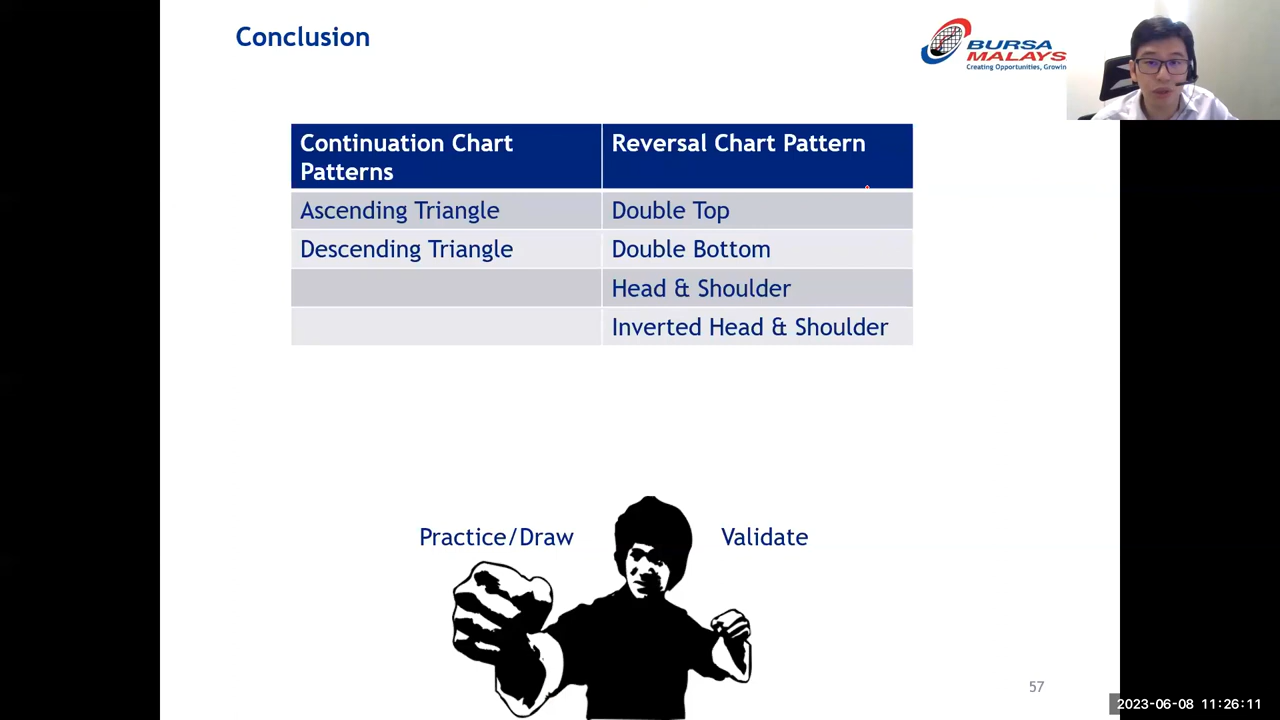 Conclusion
BURSA
MALAYS
Creating Opportunities, Growin
Continuation Chart
Patterns
Reversal Chart Pattern
Ascending Triangle
Double Top
Descending Triangle
Double Bottom
Head & Shoulder
Inverted Head & Shoulder
Practice/Draw
Validate
57
2023-06-08 11:26:11